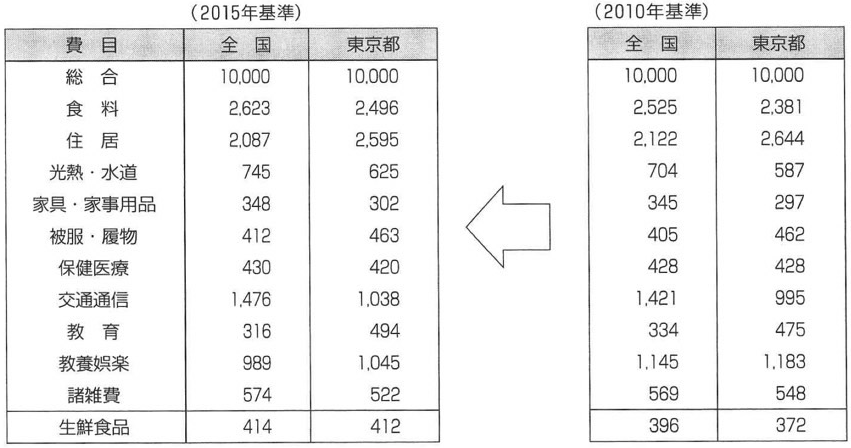 (2015年基準) (2010年基準)
費 目 全 国 東京都 全 国 東京都
総 合 10,000 10,000 10,000 10,000
食 料 2,623 2,496 2,525 2,381
住 居 2,087 2,595 2,122 2,644
光熱・水道 745 625 704 587
家具・家事用品 348 302 345 297
被服・履物 412 463 405 462
保健医療 430 420 428 428
交通通信 1,476 1,038 1,421 995
教 育 316 494 334 475
教養娯楽 989 1,045 1,145 1,183
諸雑費 574 522 569 548
生鮮食品 414 412 396 372